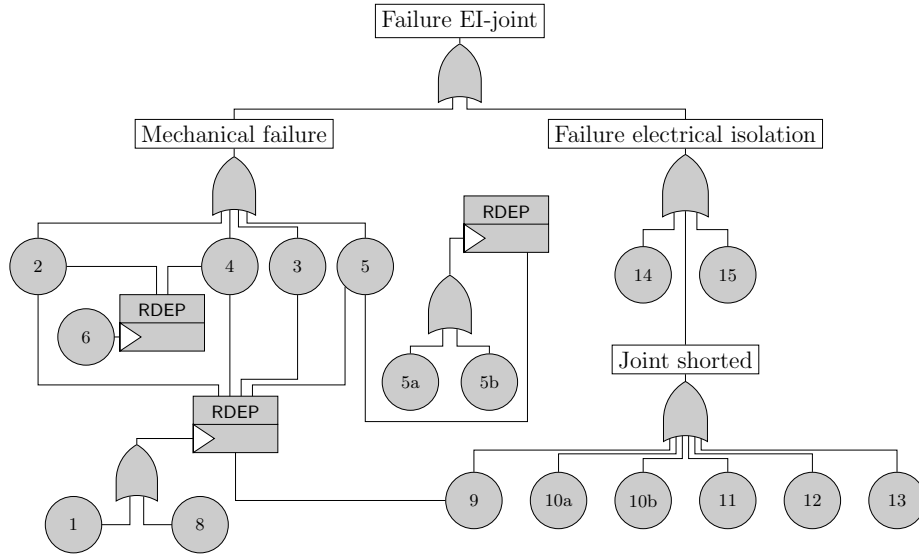 Failure EI-joint
Mechanical failure
Failure electrical isolation
RDEP
2
4
3
5
14
15
RDEP
6
Joint shorted
5a
5b
RDEP
9
10a
10b
11
12
13
1
8